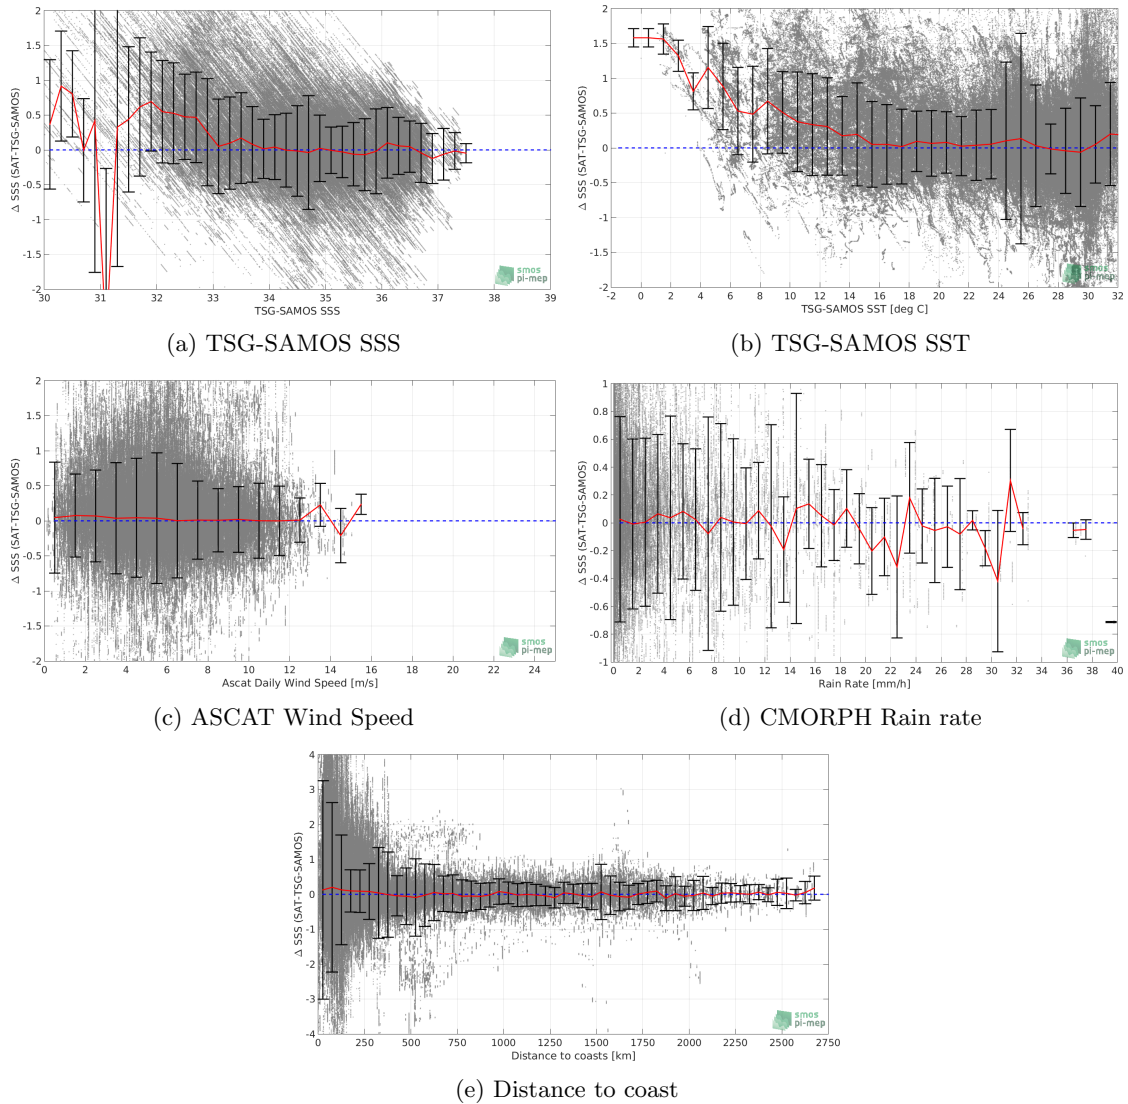 2
1.5
1
0.5
0
-0.5
-1
-1.5
-2
Δ SSS (SAT-TSG-SAMOS)
30 31 32 33 34 35 36 37 38 39
TSG-SAMOS SSS
smos
pi-mep
(a) TSG-SAMOS SSS
2
1.5
1
0.5
0
-0.5
-1
-1.5
-2
Δ SSS (SAT-TSG-SAMOS)
-2 0 2 4 6 8 10 12 14 16 18 20 22 24 26 28 30 32
TSG-SAMOS SST [deg C]
smos
pi-mep
(b) TSG-SAMOS SST
2
1.5
1
0.5
0
-0.5
-1
-1.5
-2
Δ SSS (SAT-TSG-SAMOS)
0 2 4 6 8 10 12 14 16 18 20 22 24
Ascat Daily Wind Speed [m/s]
smos
pi-mep
(c) ASCAT Wind Speed
1
0.8
0.6
0.4
0.2
0
-0.2
-0.4
-0.6
-0.8
-1
Δ SSS (SAT-TSG-SAMOS)
0 2 4 6 8 10 12 14 16 18 20 22 24 26 28 30 32 34 36 38 40
Rain Rate [mm/h]
smos
pi-mep
(d) CMORPH Rain rate
4
3
2
1
0
-1
-2
-3
-4
Δ SSS (SAT-TSG-SAMOS)
0 250 500 750 1000 1250 1500 1750 2000 2250 2500 2750
Distance to coasts [km]
smos
pi-mep
(e) Distance to coast